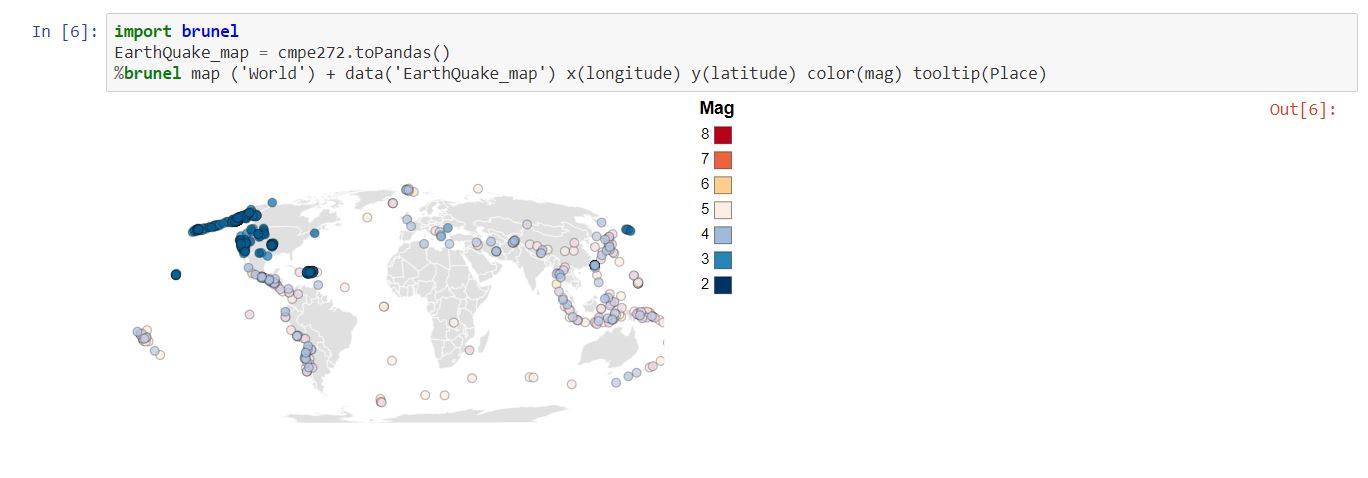 In [6]:
import brunel
EarthQuake_map = cmpe272.toPandas()
%brunel map ('World') + data('EarthQuake_map') x(longitude) y(latitude) color(mag) tooltip(Place)
Mag
8
7
6
5
4
3
2
Out[6]: